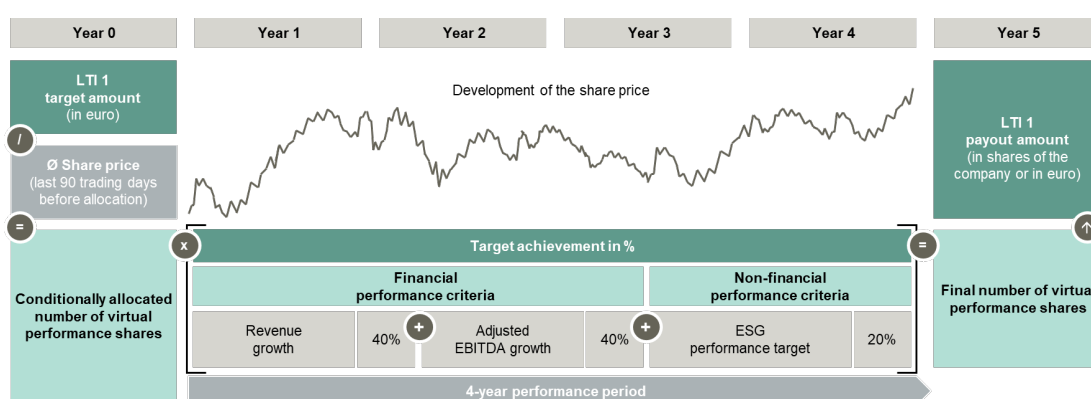 Year 0
Year 1
Year 2
Year 3
Year 4
Year 5
LTI 1
target amount
(in euro)
/
Ø Share price
(last 90 trading days
before allocation)
=
Conditionally allocated
number of virtual
performance shares
Development of the share price
x
Target achievement in %
=
Financial
performance criteria
Non-financial
performance criteria
Revenue
growth
40%
+
Adjusted
EBITDA growth
40%
+
ESG
performance target
20%
4-year performance period
LTI 1
payout amount
(in shares of the
company or in euro)
↑
Final number of virtua
performance shares